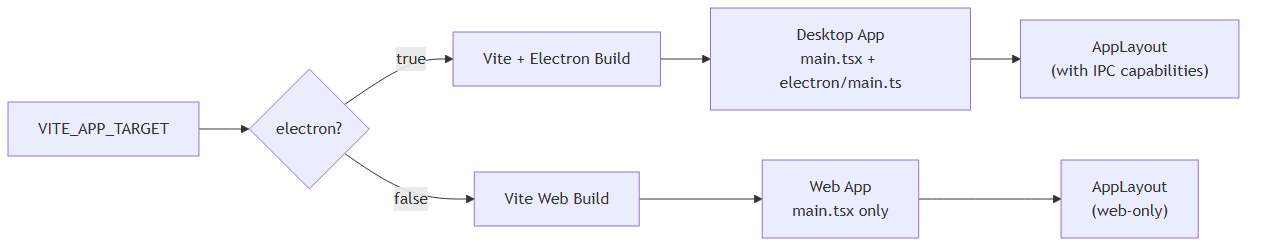 VITE_APP_TARGET
electron?
true
Vite + Electron Build
Desktop App
main.tsx +
electron/main.ts
AppLayout
(with IPC capabilities)
false
Vite Web Build
Web App
main.tsx only
AppLayout
(web-only)